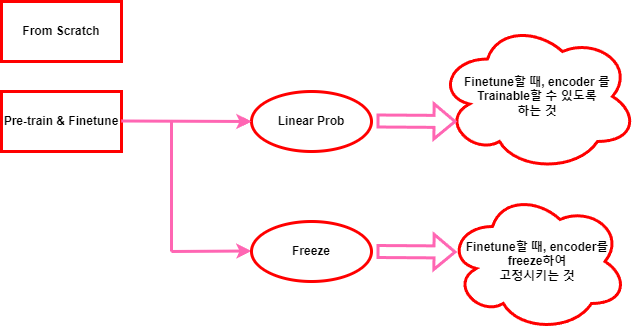 From Scratch
Pre-train & Finetune
Linear Prob
Finetune할 때, encoder 를
Trainable할 수 있도록
하는 것
Freeze
Finetune할 때, encoder를
freeze하여
고정시키는 것